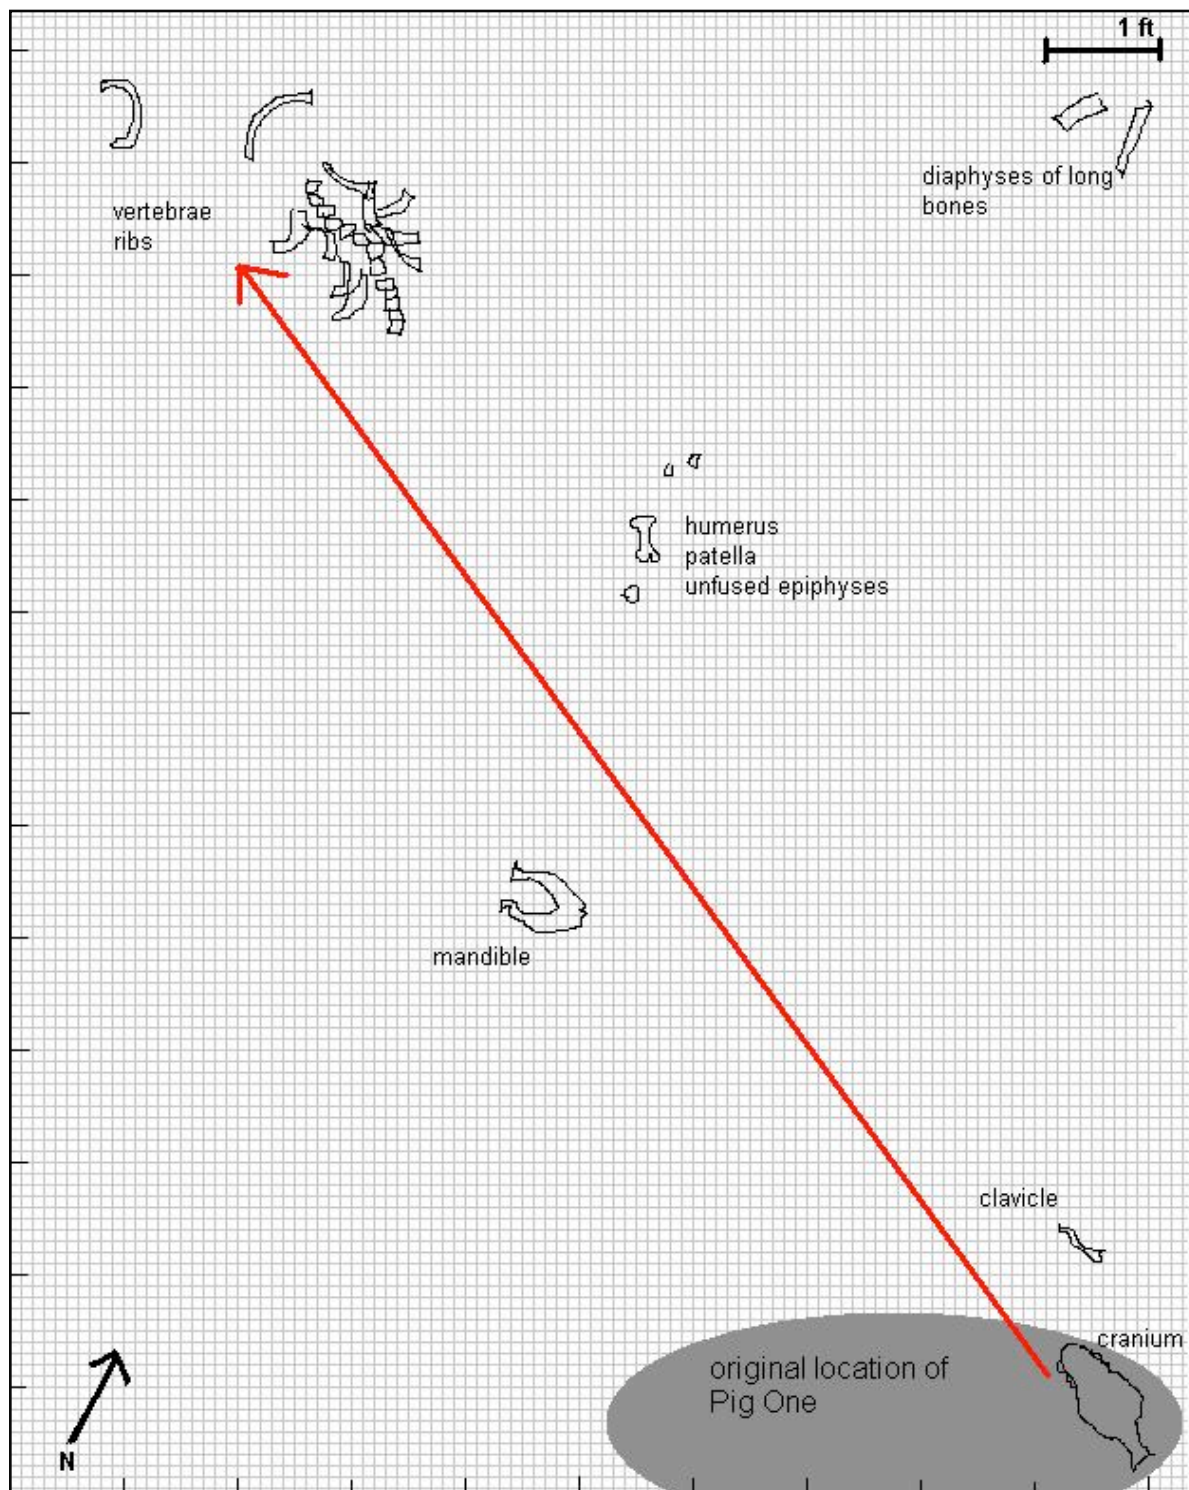 1 ft
diaphyses of long
bones
vertebrae
ribs
humerus
patella
unfused epiphyses
mandible
clavicle
cranium
original location of
Pig One
N